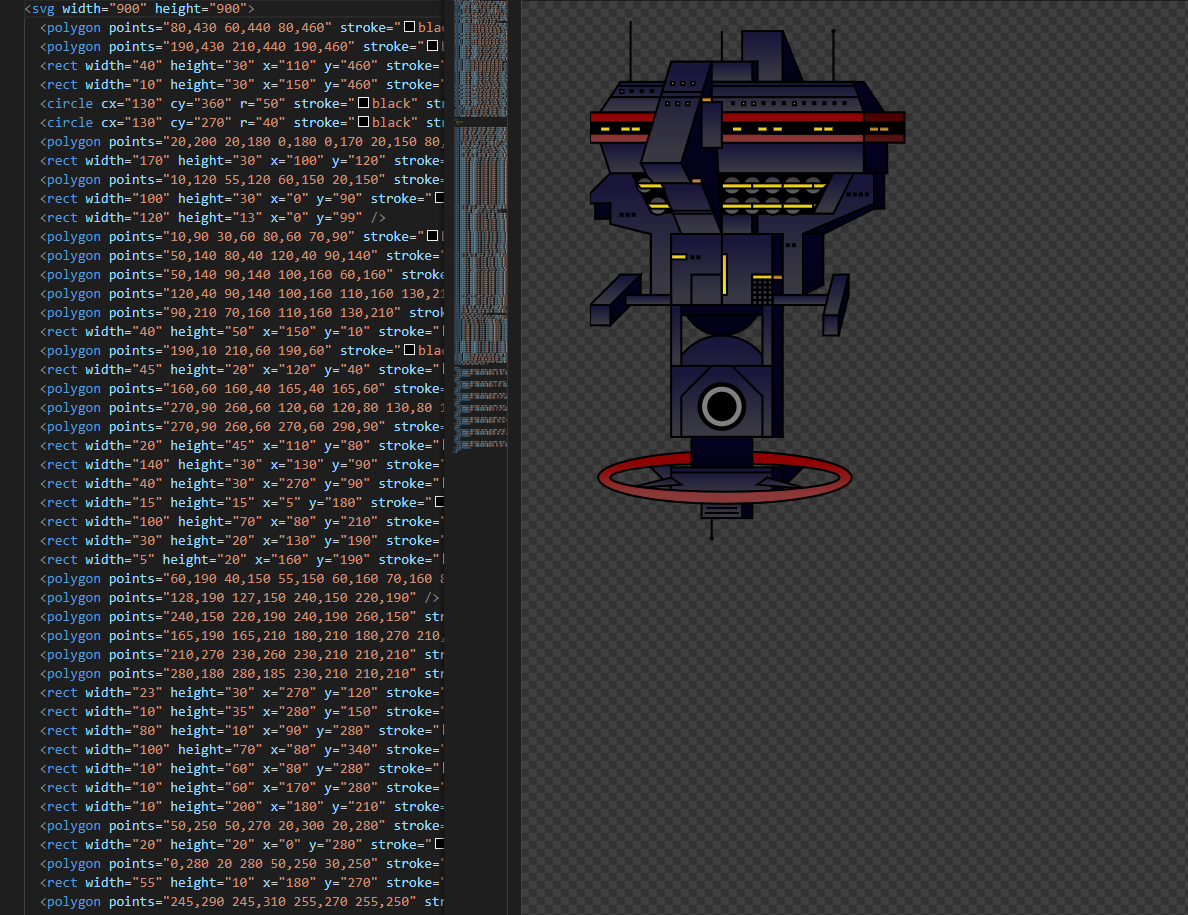 <svg width="900" height="900">
<polygon points="80,430 60,440 80,460" stroke="blac
<polygon points="190,430 210,440 190,460" stroke="
<rect width="40" height="30" x="110" y="460" stroke=
<rect width="10" height="30" x="150" y="460" stroke=
<circle cx="130" cy="360" r="50" stroke="black" str
<circle cx="130" cy="270" r="40" stroke="black" str
<polygon points="20,200 20,180 0,180 0,170 20,150 80,
<rect width="170" height="30" x="100" y="120" stroke=
<polygon points="10,120 55,120 60,150 20,150" stroke=
<rect width="100" height="30" x="0" y="90" stroke="
<rect width="120" height="13" x="0" y="99" />
<polygon points="10,90 30,60 80,60 70,90" stroke="
<polygon points="50,140 80,40 120,40 90,140" stroke=
<polygon points="50,140 90,140 100,160 60,160" stroke
<polygon points="120,40 90,140 100,160 110,160 130,21
<polygon points="90,210 70,160 110,160 130,210" strok
<rect width="40" height="50" x="150" y="10" stroke="
<polygon points="190,10 210,60 190,60" stroke="blac
<rect width="45" height="20" x="120" y="40" stroke="
<polygon points="160,60 160,40 165,40 165,60" stroke=
<polygon points="270,90 260,60 120,60 120,80 130,80 1
<polygon points="270,90 260,60 270,60 290,90" stroke=
<rect width="20" height="45" x="110" y="80" stroke="
<rect width="140" height="30" x="130" y="90" stroke=
<rect width="40" height="30" x="270" y="90" stroke="
<rect width="15" height="15" x="5" y="180" stroke="
<rect width="100" height="70" x="80" y="210" stroke=
<rect width="30" height="20" x="130" y="190" stroke=
<rect width="5" height="20" x="160" y="190" stroke="
<polygon points="60,190 40,150 55,150 60,160 70,160 8
<polygon points="128,190 127,150 240,150 220,190" />
<polygon points="240,150 220,190 240,190 260,150" str
<polygon points="165,190 165,210 180,210 180,270 210,
<polygon points="210,270 230,260 230,210 210,210" str
<polygon points="280,180 280,185 230,210 210,210" str
<rect width="23" height="30" x="270" y="120" stroke="
<rect width="10" height="35" x="280" y="150" stroke="
<rect width="80" height="10" x="90" y="280" stroke="
<rect width="100" height="70" x="80" y="340" stroke=
<rect width="10" height="60" x="80" y="280" stroke="
<rect width="10" height="60" x="170" y="280" stroke=
<rect width="10" height="200" x="180" y="210" stroke=
<polygon points="50,250 50,270 20,300 20,280" stroke=
<rect width="20" height="20" x="0" y="280" stroke="
<polygon points="0,280 20 280 50,250 30,250" stroke="
<rect width="55" height="10" x="180" y="270" stroke="
<polygon points="245,290 245,310 255,270 255,250" str